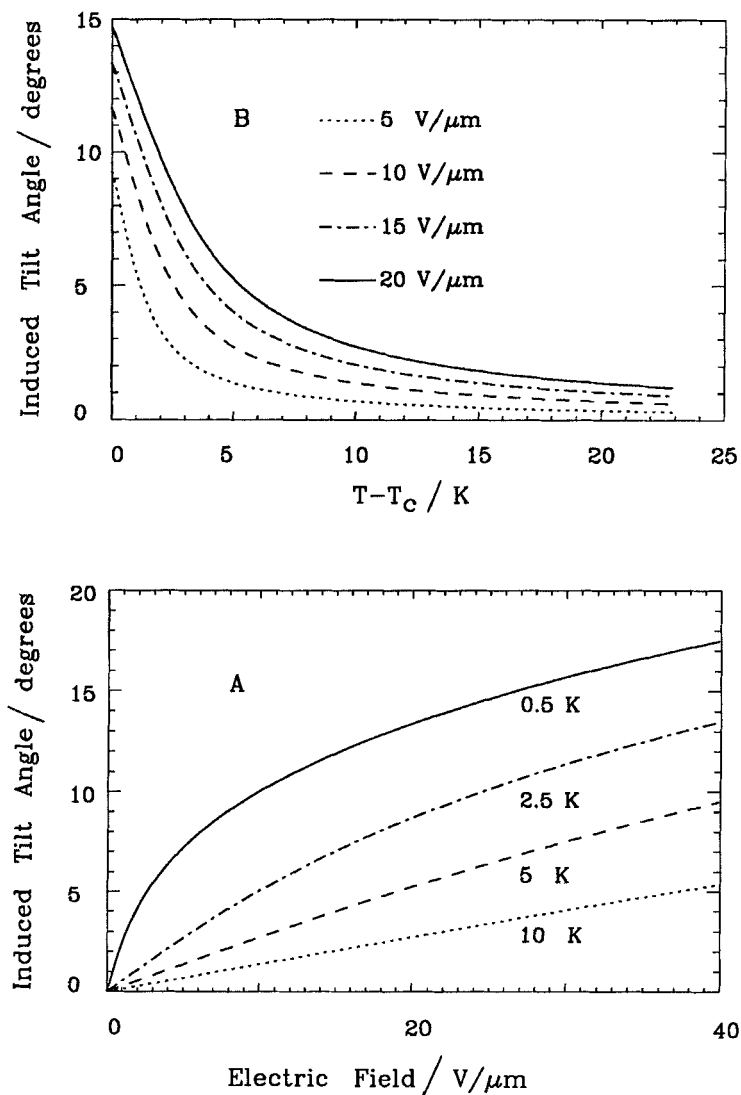 Induced Tilt Angle / degrees
15
10
5
0
B
5 V/μm
10 V/μm
15 V/μm
20 V/μm
0 5 10 15 20 25
T-Tc / K
Induced Tilt Angle / degrees
20
15
10
5
0
A
0.5 K
2.5 K
5 K
10 K
0 20 40
Electric Field / V/μm